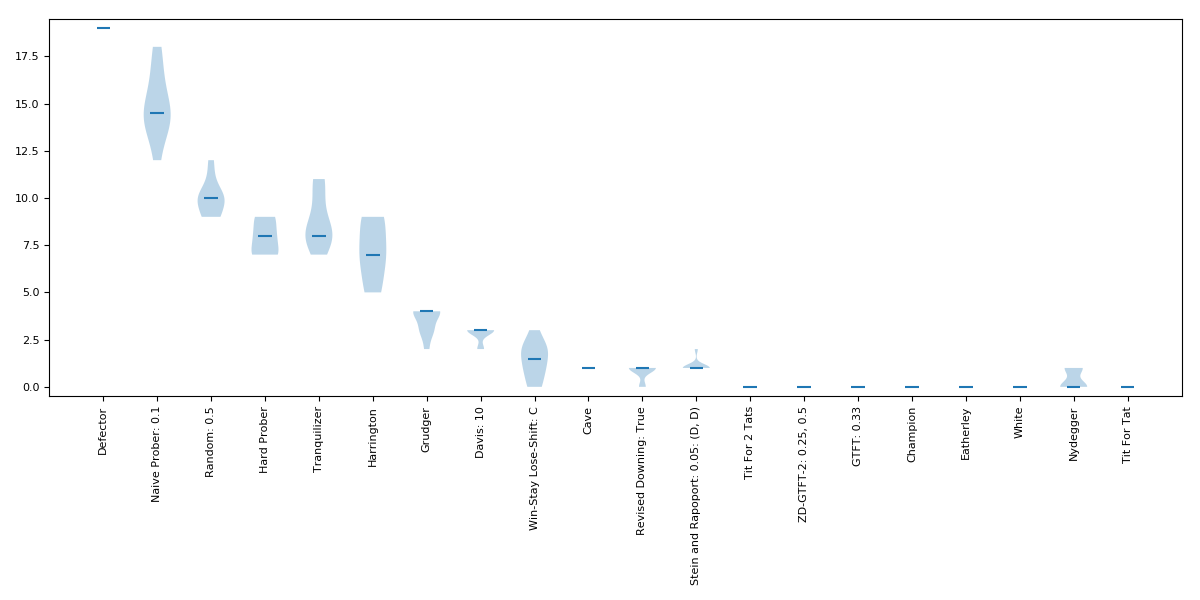 17.5
15.0
12.5
10.0
7.5
5.0
2.5
0.0
Defector
Naive Prober: 0.1
Random: 0.5
Hard Prober
Tranquilizer
Harrington
Grudger
Davis: 10
Win-Stay Lose-Shift: C
Cave
Revised Downing: True
Stein and Rapoport: 0.05: (D, D)
Tit For 2 Tats
ZD-GTFT-2: 0.25, 0.5
GTFT: 0.33
Champion
Eatherley
White
Nydegger
Tit For Tat